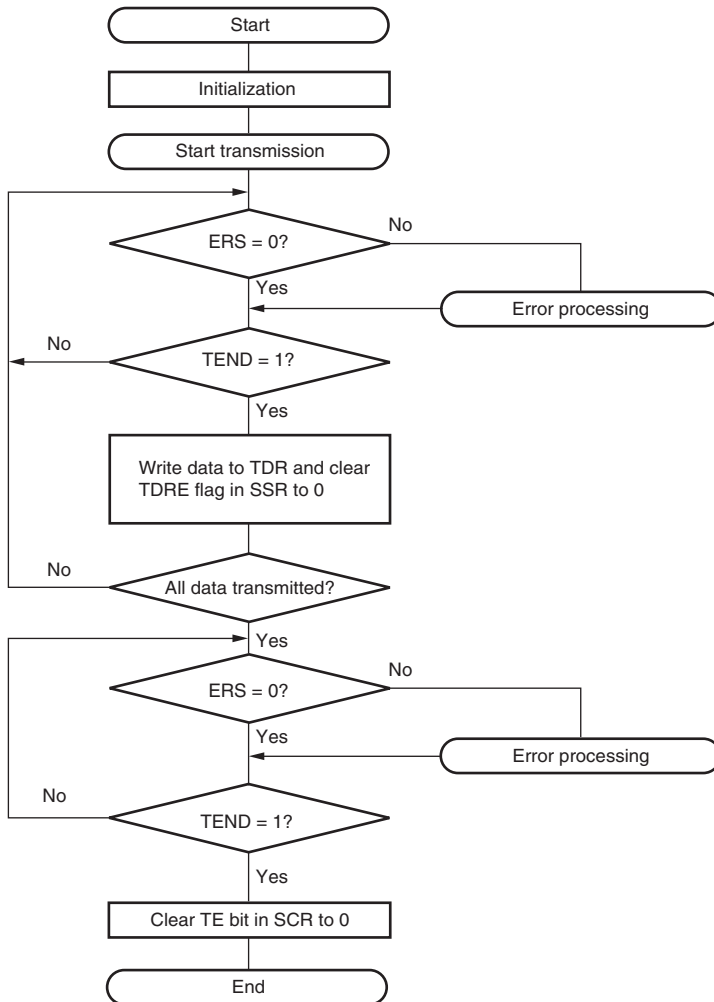 Start
Initialization
Start transmission
ERS = 0?
No
Yes
Error processing
No
TEND = 1?
Yes
Write data to TDR and clear
TDRE flag in SSR to 0
No
All data transmitted?
Yes
ERS = 0?
No
Yes
Error processing
No
TEND = 1?
Yes
Clear TE bit in SCR to 0
End